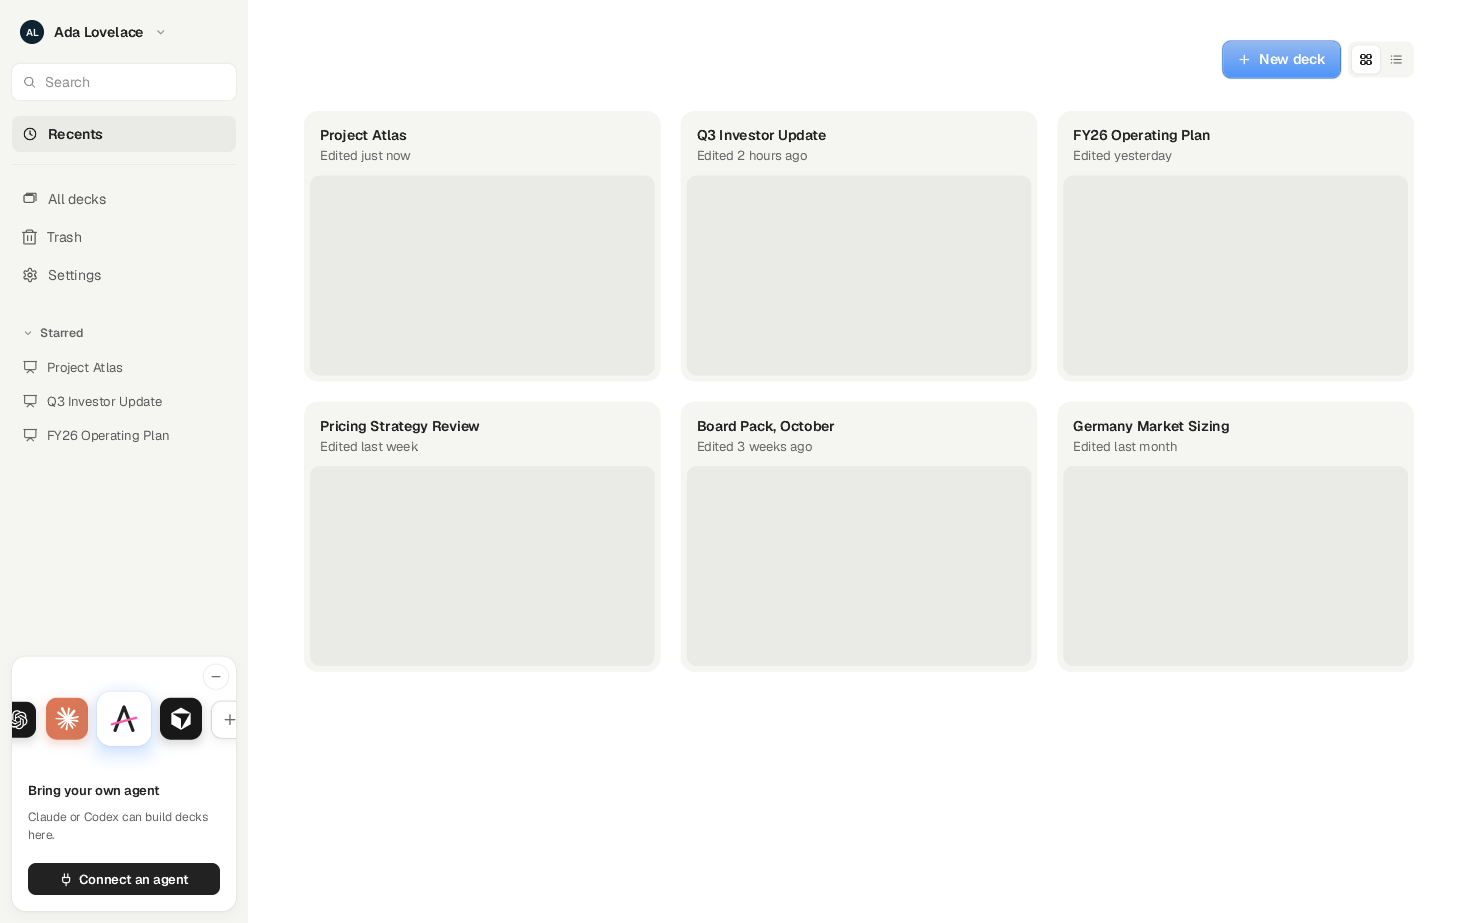 AL
Ada Lovelace
Search
Recents
All decks
Trash
Settings
Starred
Project Atlas
Q3 Investor Update
FY26 Operating Plan
Bring your own agent
Claude or Codex can build decks
here.
Connect an agent
New deck
Project Atlas
Edited just now
Q3 Investor Update
Edited 2 hours ago
FY26 Operating Plan
Edited yesterday
Pricing Strategy Review
Edited last week
Board Pack, October
Edited 3 weeks ago
Germany Market Sizing
Edited last month